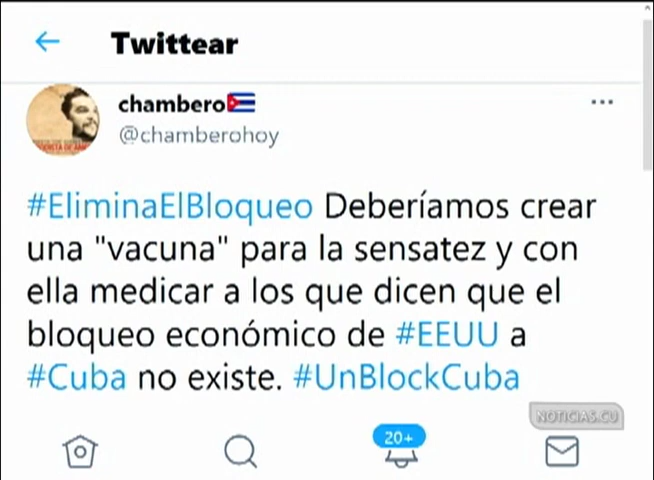 Twittear
chambero
@chamberohoy
#EliminaElBloqueo Deberíamos crear
una "vacuna" para la sensatez y con
ella medicar a los que dicen que el
bloqueo económico de #EEUU a
#Cuba no existe. #UnBlockCuba
NOTICIAS.CU
20+